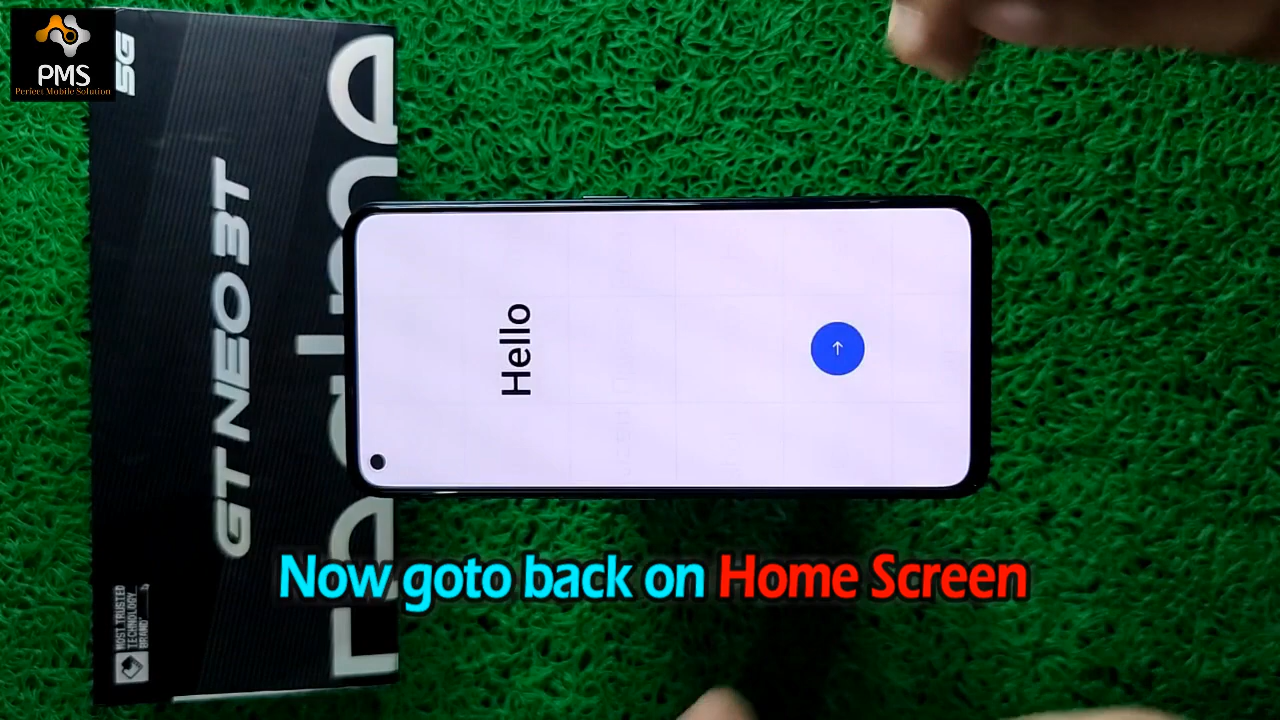 PMS
Perfect Mobile Solution
5G
realme
GT NEO 3T
MOST TRUSTED
TECHNOLOGY
BRAND
Hello
Now goto back on Home Screen